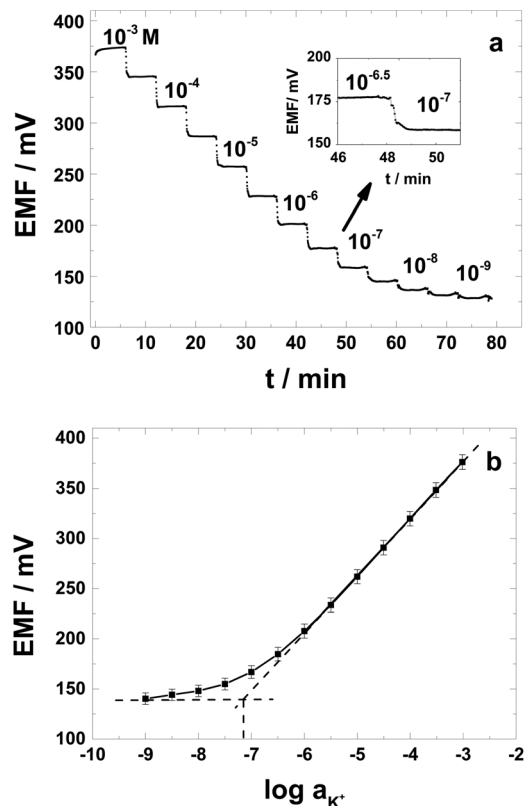 a
400
350
300
250
200
150
100
EMF / mV
10⁻³ M
10⁻⁴
10⁻⁵
10⁻⁶
10⁻⁷
10⁻⁸
10⁻⁹
200
175
150
EMF/ mV
10⁻⁶·⁵
10⁻⁷
46 48 50
t / min
0 10 20 30 40 50 60 70 80 90
t / min
b
400
350
300
250
200
150
100
EMF / mV
-10 -9 -8 -7 -6 -5 -4 -3 -2
log a_K⁺